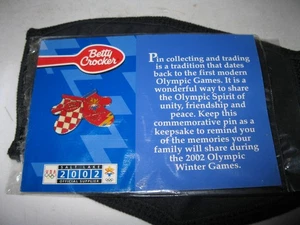 Betty
Crocker
SALT LAKE
2002
OFFICIAL SUPPLIER
Pin collecting and trading
is a tradition that dates
back to the first modern
Olympic Games. It is a
wonderful way to share
the Olympic Spirit of
unity, friendship and
peace. Keep this
commemorative pin as a
keepsake to remind you
of the memories your
family will share during
the 2002 Olympic
Winter Games.